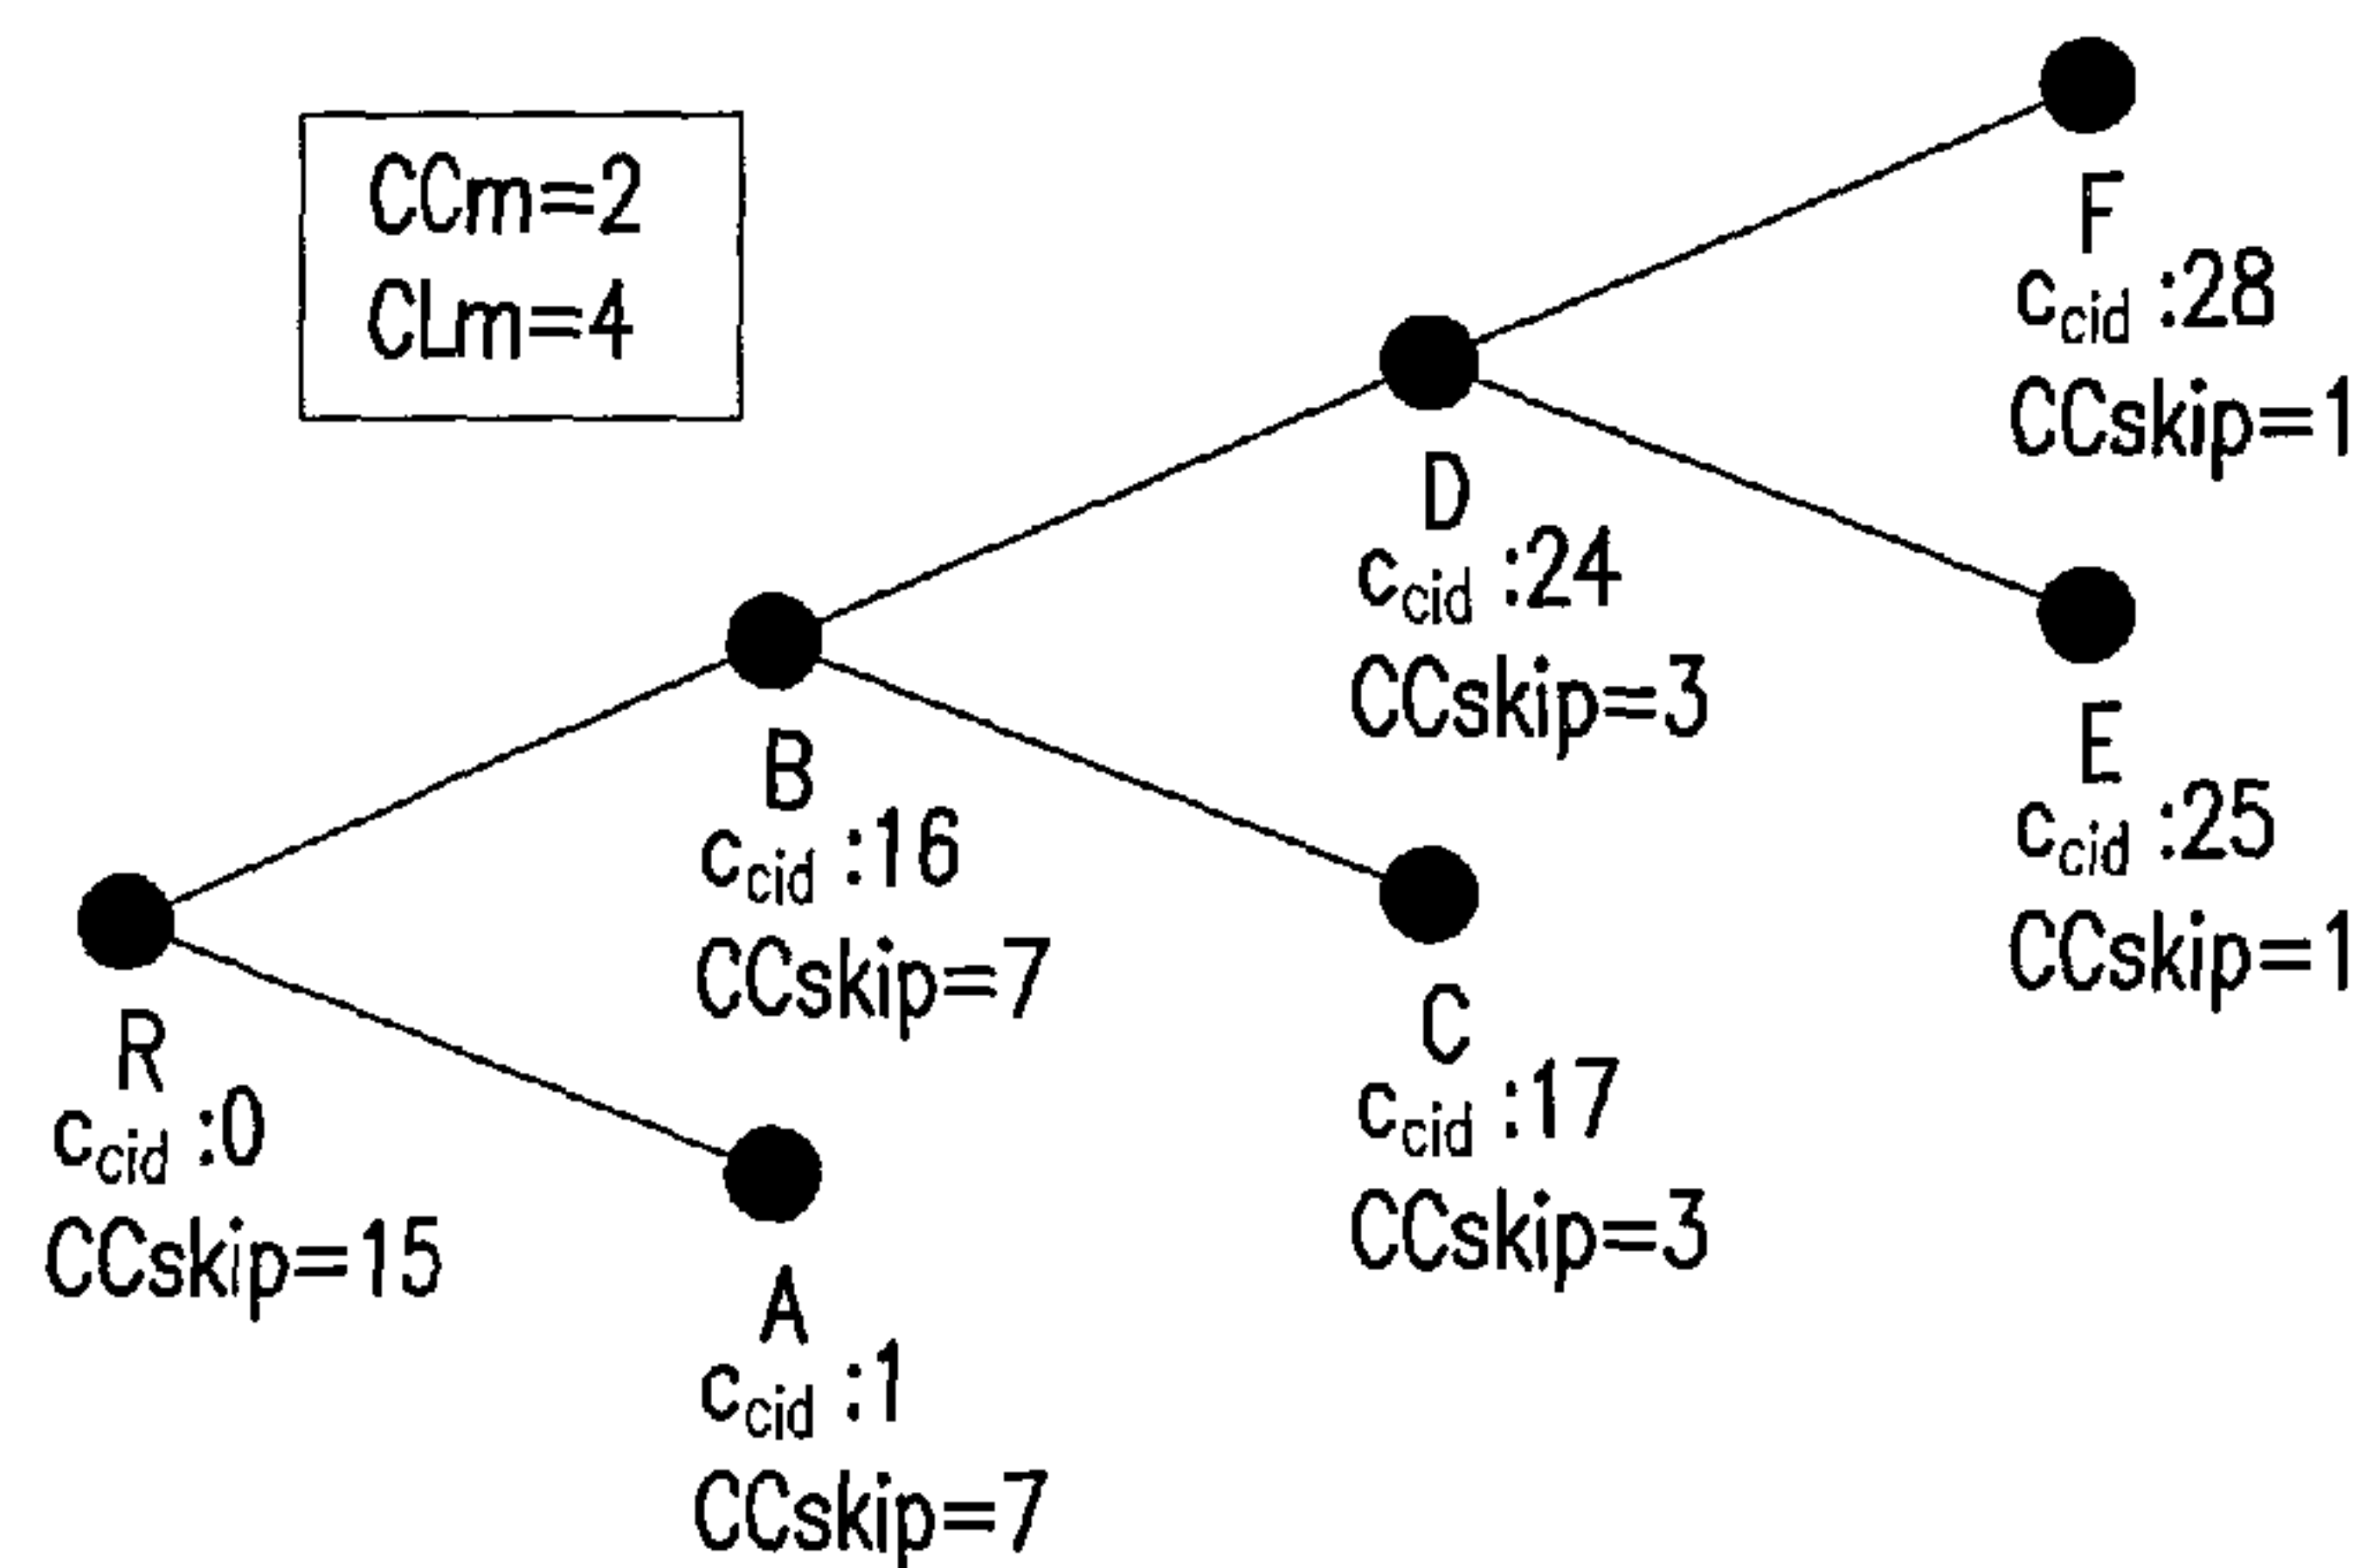 CCm=2
CLm=4
F
c_cid :28
CCskip=1
D
c_cid :24
CCskip=3
E
c_cid :25
CCskip=1
B
c_cid :16
CCskip=7
C
c_cid :17
CCskip=3
R
c_cid :0
CCskip=15
A
c_cid :1
CCskip=7